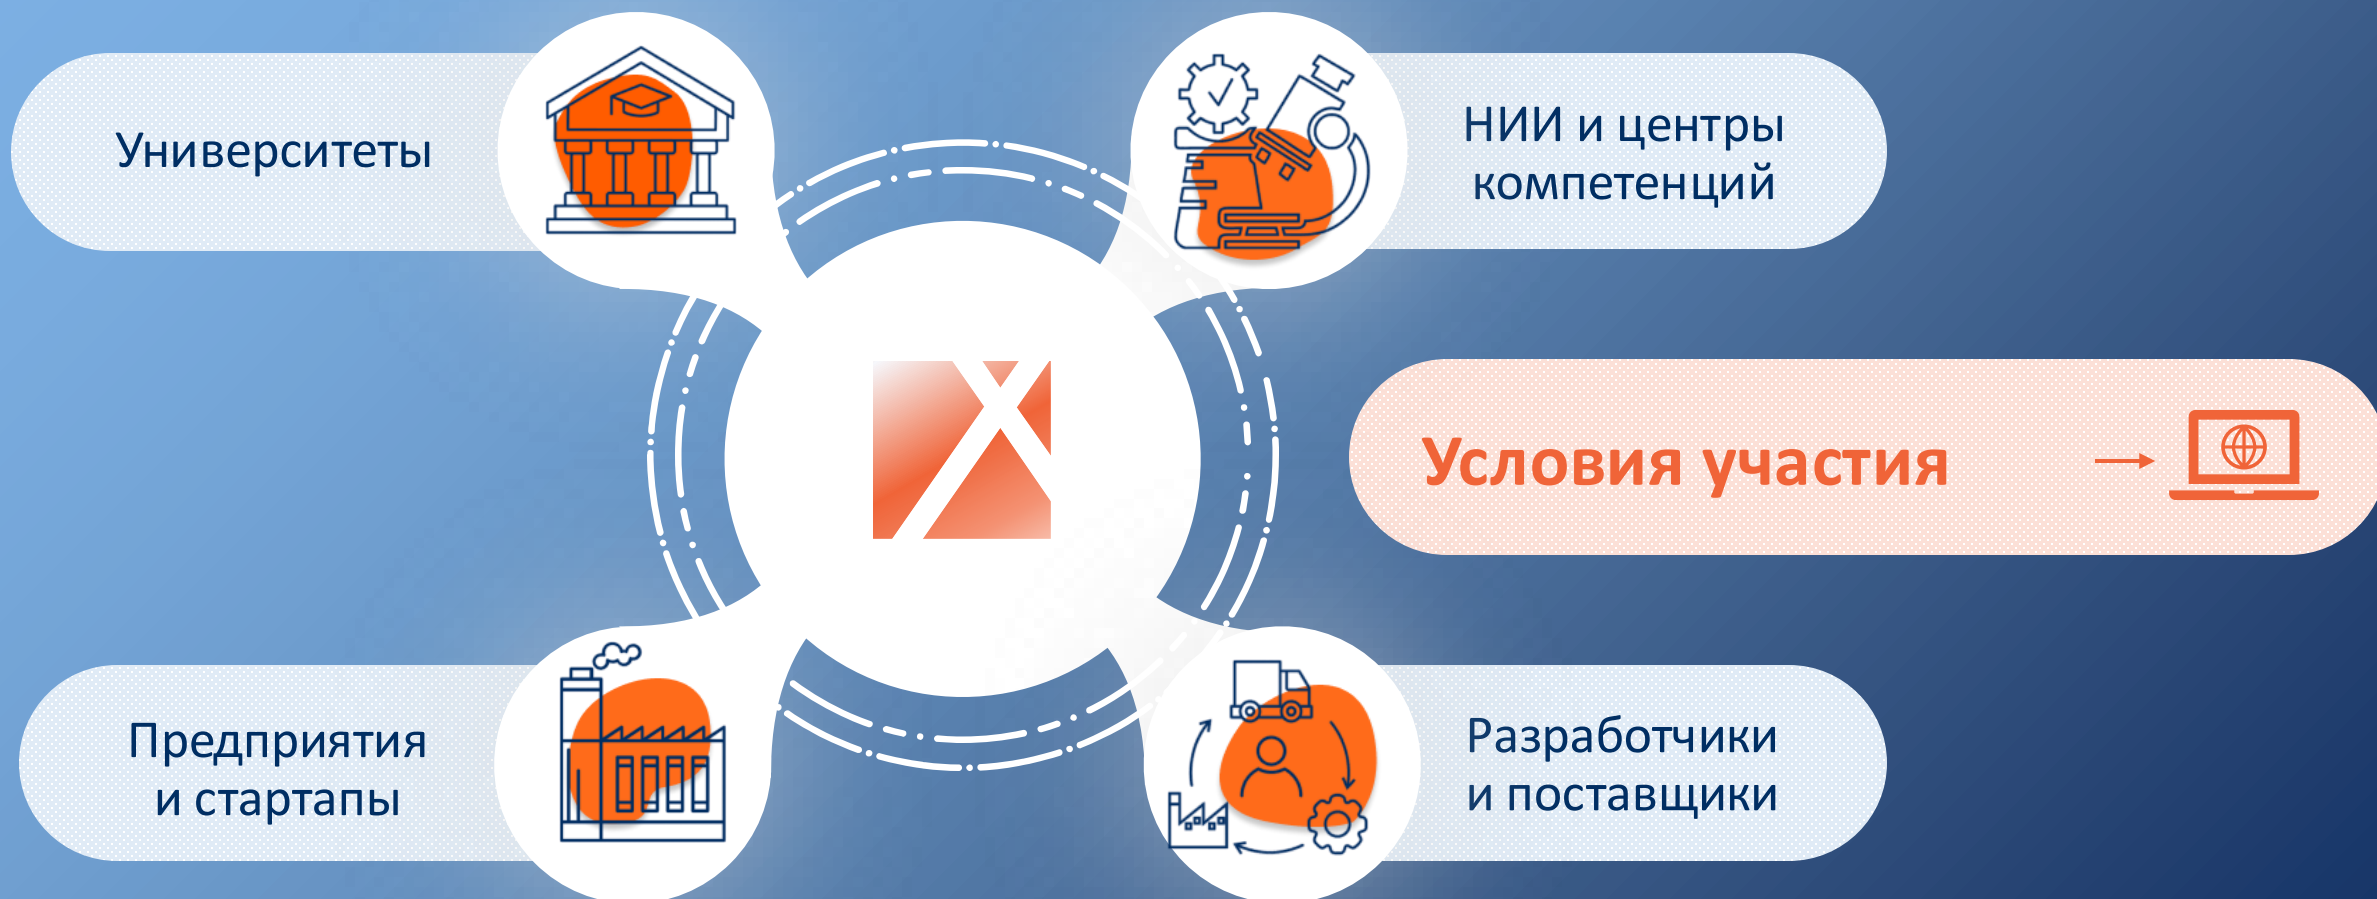 Университеты
НИИ и центры
компетенций
Условия участия
Предприятия
и стартапы
Разработчики
и поставщики